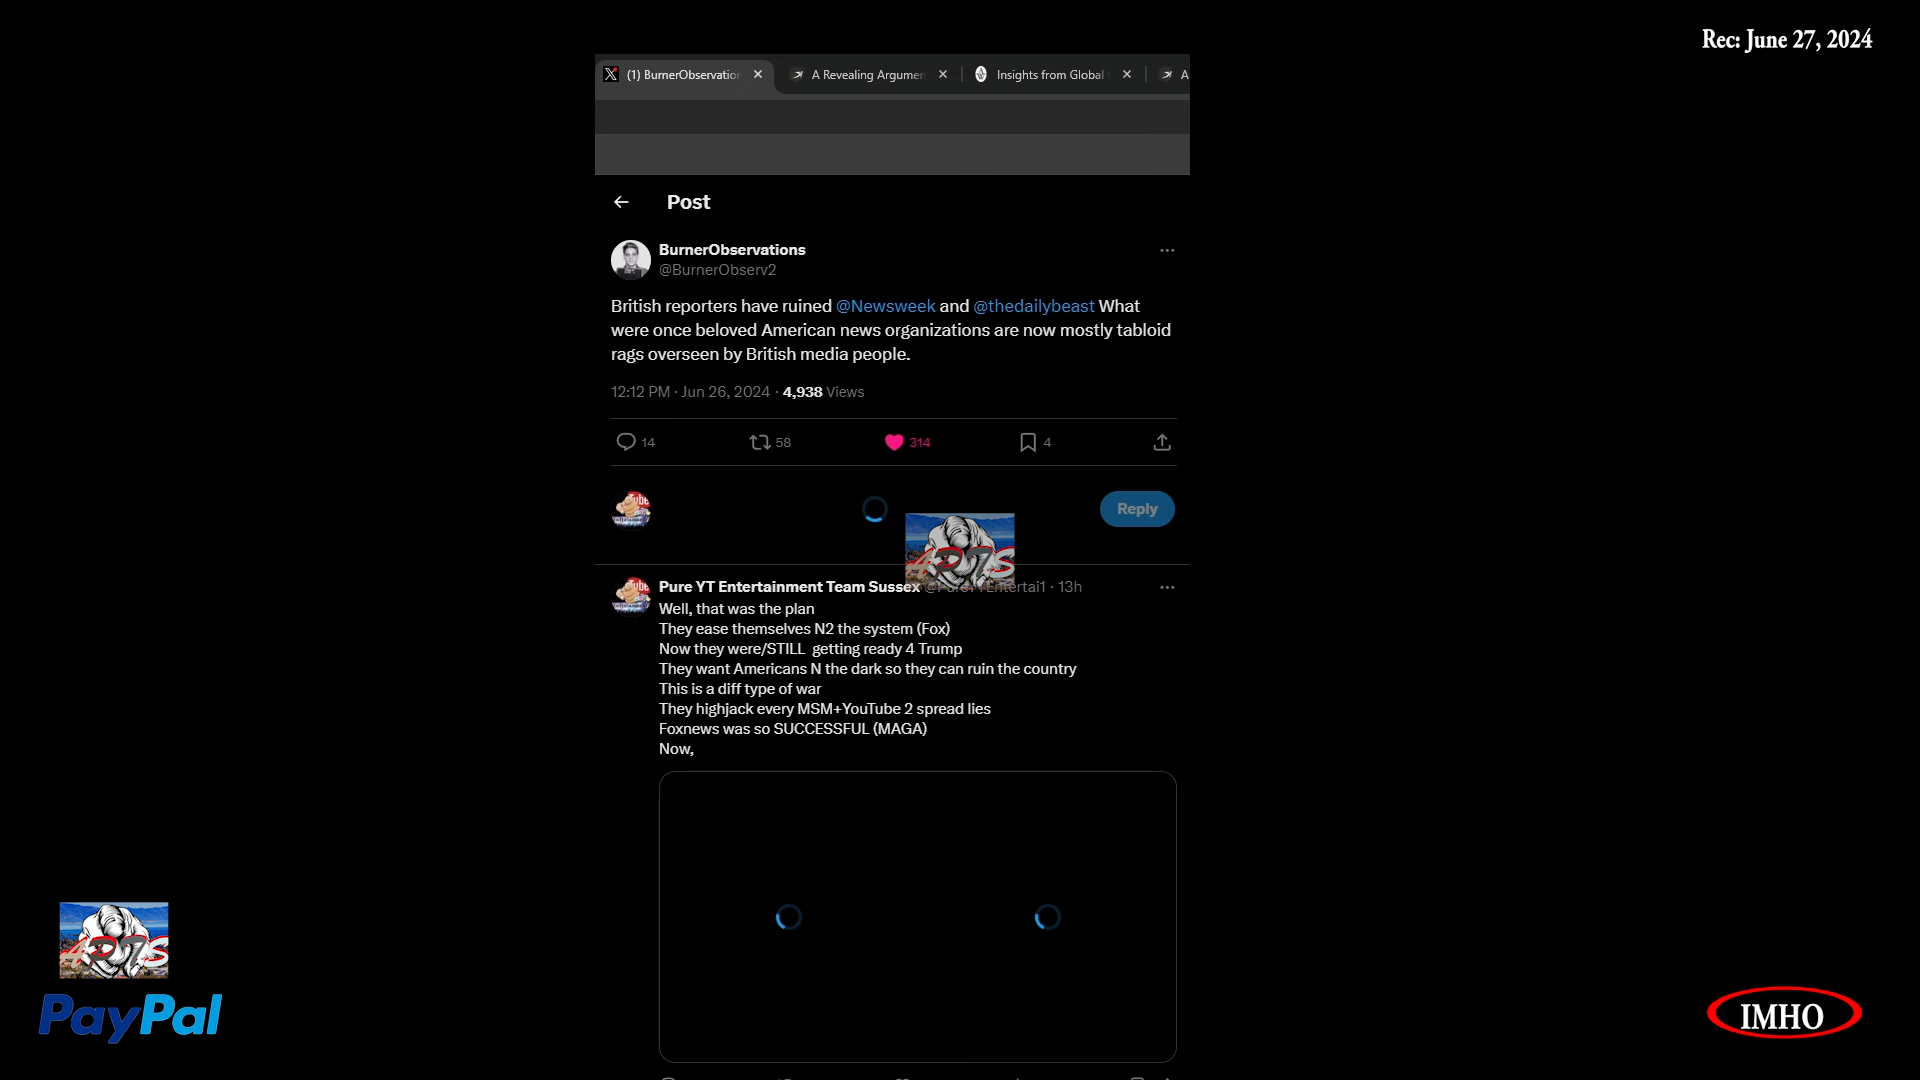 Rec: June 27, 2024
(1) BurnerObservation
A Revealing Argumen
Insights from Global
A
Post
BurnerObservations
@BurnerObserv2
British reporters have ruined @Newsweek and @thedailybeast What
were once beloved American news organizations are now mostly tabloid
rags overseen by British media people.
12:12 PM · Jun 26, 2024 · 4,938 Views
14 58 314 4
Reply
ARTS
Pure YT Entertainment Team Sussex @PureYTEntertai1 · 13h
Well, that was the plan
They ease themselves N2 the system (Fox)
Now they were/STILL getting ready 4 Trump
They want Americans N the dark so they can ruin the country
This is a diff type of war
They highjack every MSM+YouTube 2 spread lies
Foxnews was so SUCCESSFUL (MAGA)
Now,
ARTS
PayPal
IMHO